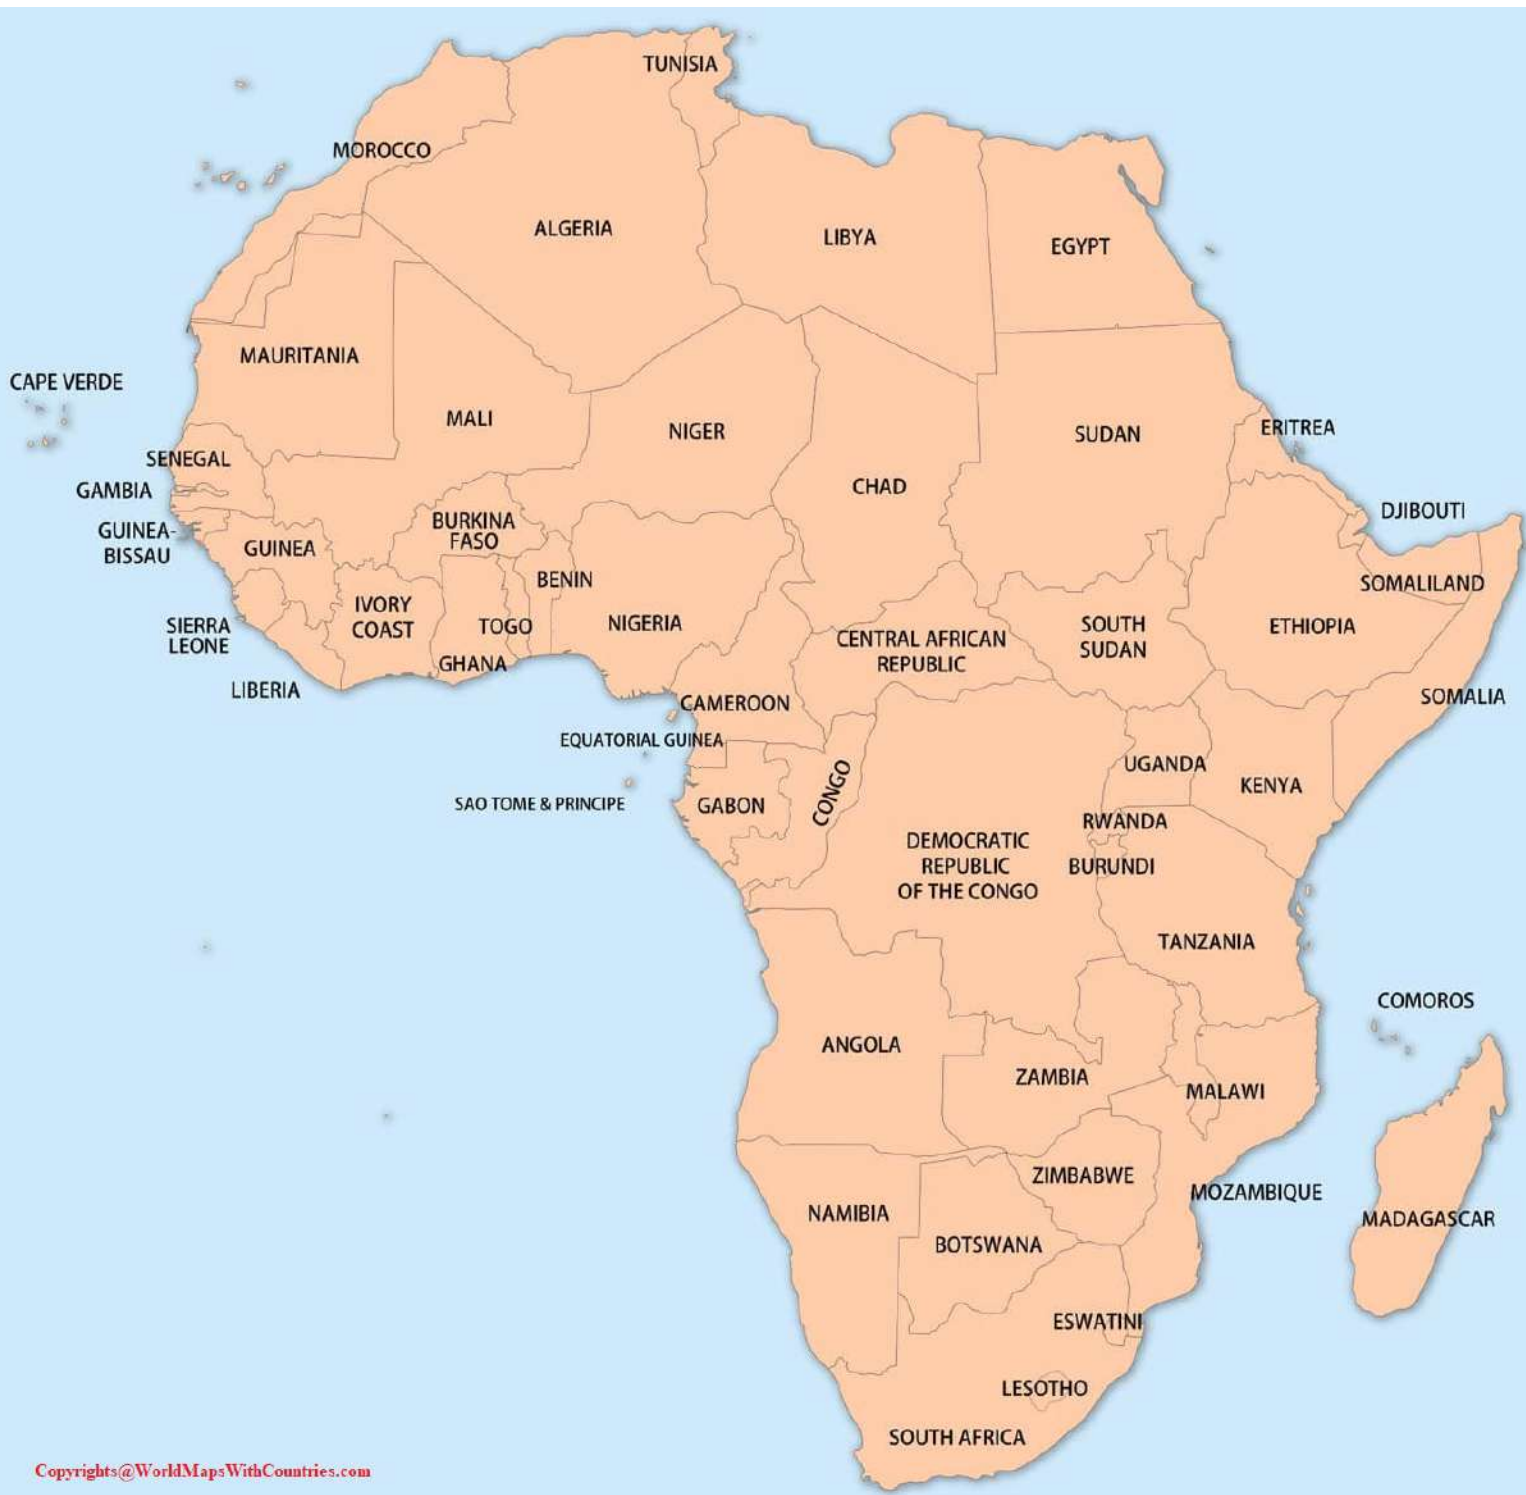 TUNISIA
MOROCCO
ALGERIA
LIBYA
EGYPT
MAURITANIA
CAPE VERDE
MALI
NIGER
SUDAN
ERITREA
SENEGAL
CHAD
GAMBIA
DJIBOUTI
BURKINA
FASO
GUINEA-
BISSAU
GUINEA
BENIN
SOMALILAND
IVORY
COAST
SIERRA
LEONE
TOGO
NIGERIA
CENTRAL AFRICAN
REPUBLIC
SOUTH
SUDAN
ETHIOPIA
GHANA
LIBERIA
CAMEROON
SOMALIA
EQUATORIAL GUINEA
UGANDA
KENYA
SAO TOME & PRINCIPE
GABON
CONGO
RWANDA
DEMOCRATIC
REPUBLIC
OF THE CONGO
BURUNDI
TANZANIA
COMOROS
ANGOLA
ZAMBIA
MALAWI
ZIMBABWE
MOZAMBIQUE
NAMIBIA
MADAGASCAR
BOTSWANA
ESWATINI
LESOTHO
SOUTH AFRICA
Copyrights@WorldMapsWithCountries.com